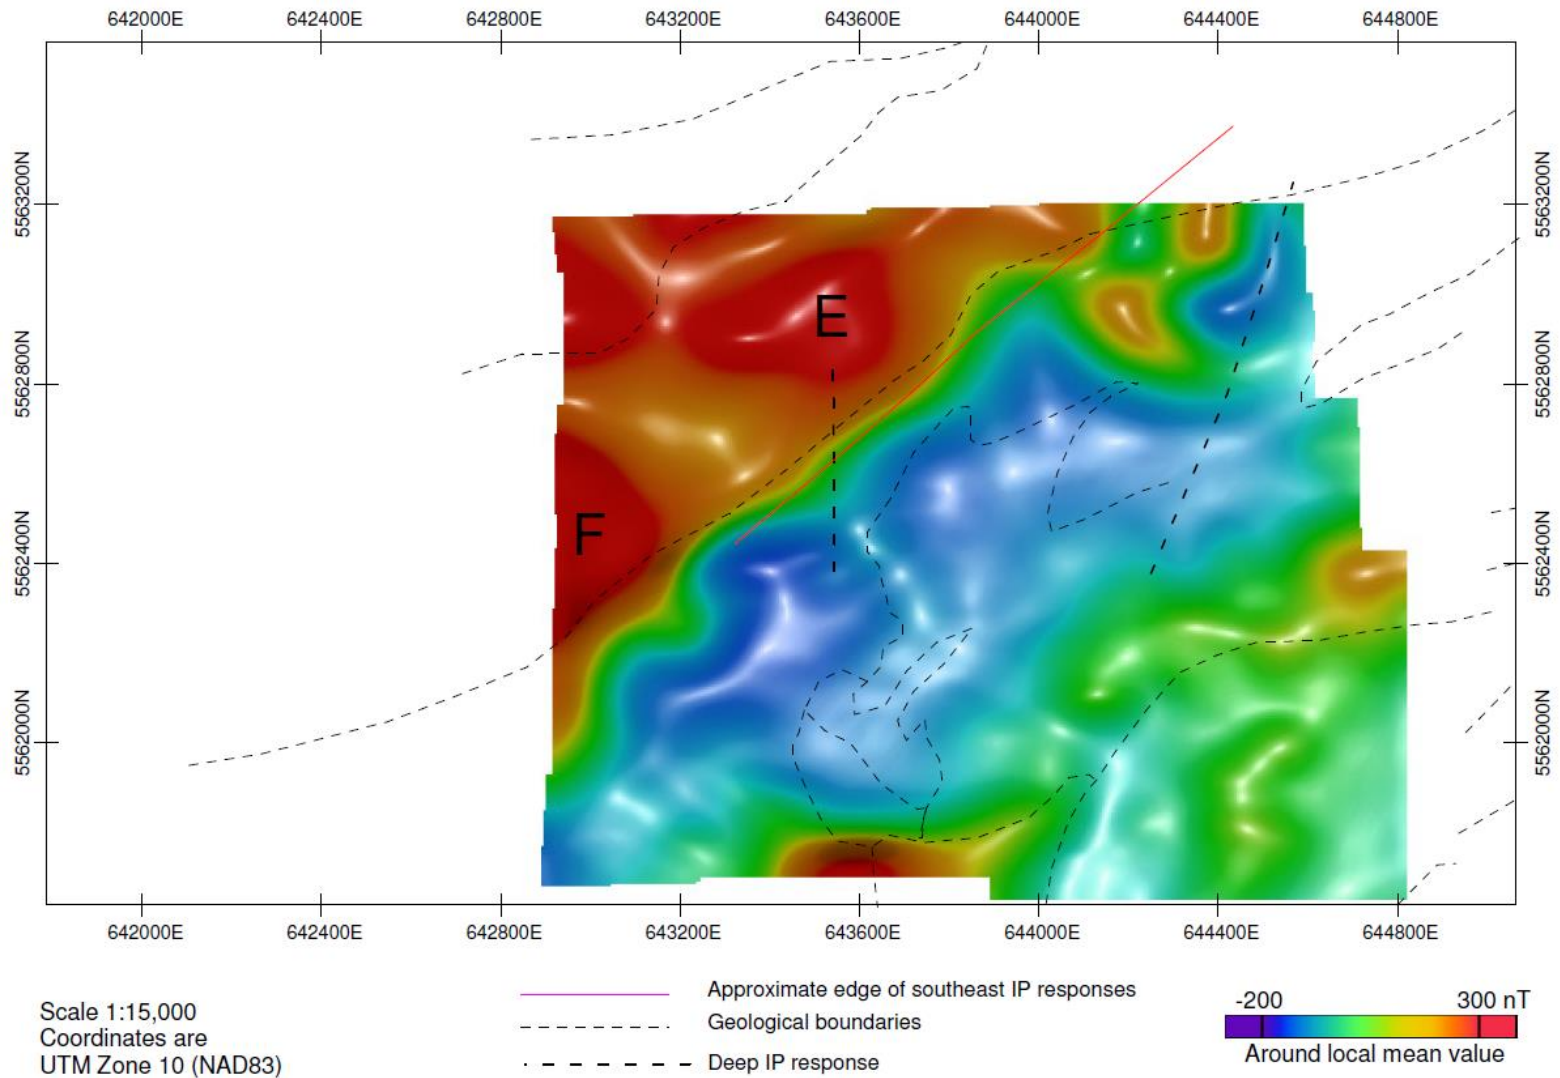 642000E 642400E 642800E 643200E 643600E 644000E 644400E 644800E
5563200N 5563200N
E
5562800N 5562800N
F
5562400N 5562400N
5562000N 5562000N
642000E 642400E 642800E 643200E 643600E 644000E 644400E 644800E
Scale 1:15,000
Coordinates are
UTM Zone 10 (NAD83)
Approximate edge of southeast IP responses
Geological boundaries
Deep IP response
-200 300 nT
Around local mean value